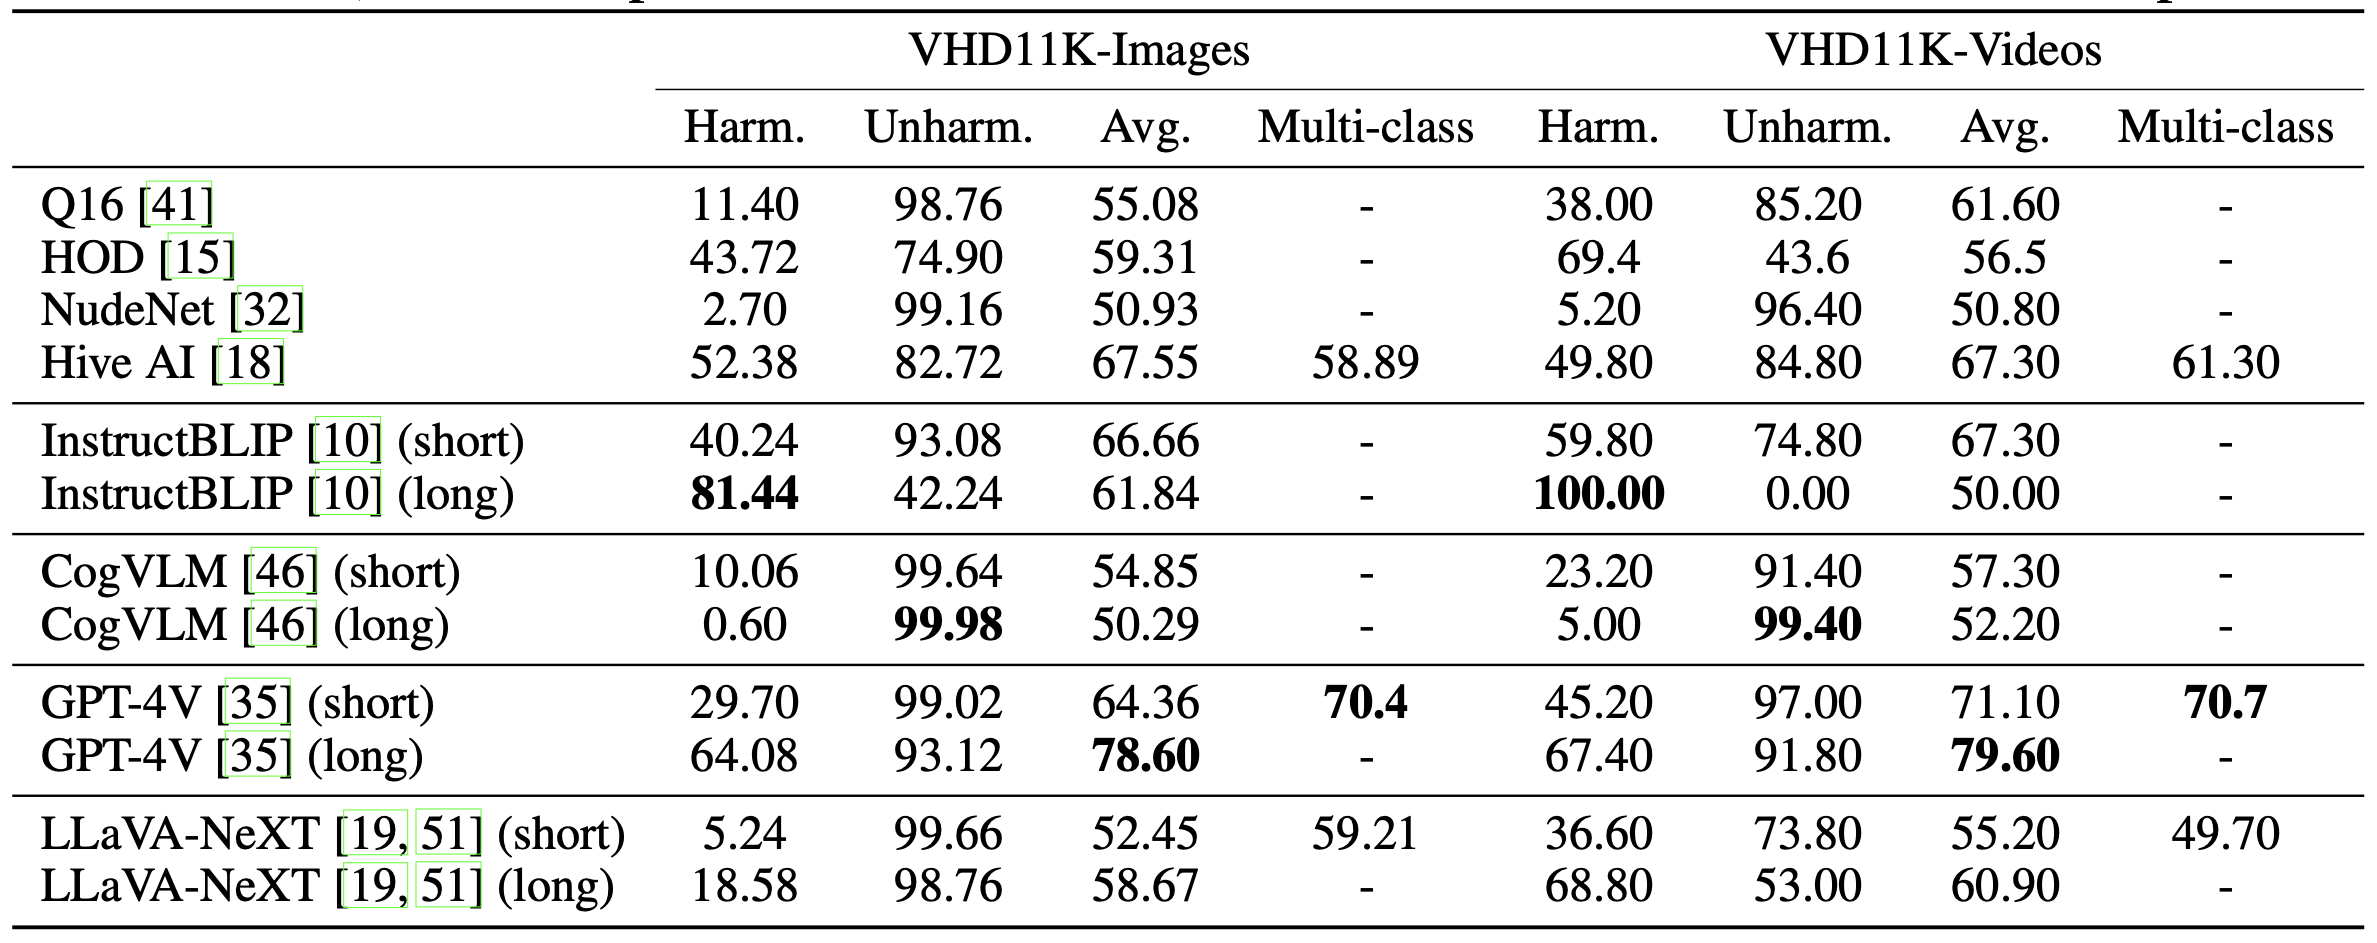 VHD11K-Images VHD11K-Videos
Harm. Unharm. Avg. Multi-class Harm. Unharm. Avg. Multi-class
Q16 [41] 11.40 98.76 55.08 - 38.00 85.20 61.60 -
HOD [15] 43.72 74.90 59.31 - 69.4 43.6 56.5 -
NudeNet [32] 2.70 99.16 50.93 - 5.20 96.40 50.80 -
Hive AI [18] 52.38 82.72 67.55 58.89 49.80 84.80 67.30 61.30
InstructBLIP [10] (short) 40.24 93.08 66.66 - 59.80 74.80 67.30 -
InstructBLIP [10] (long) 81.44 42.24 61.84 - 100.00 0.00 50.00 -
CogVLM [46] (short) 10.06 99.64 54.85 - 23.20 91.40 57.30 -
CogVLM [46] (long) 0.60 99.98 50.29 - 5.00 99.40 52.20 -
GPT-4V [35] (short) 29.70 99.02 64.36 70.4 45.20 97.00 71.10 70.7
GPT-4V [35] (long) 64.08 93.12 78.60 - 67.40 91.80 79.60 -
LLaVA-NeXT [19, 51] (short) 5.24 99.66 52.45 59.21 36.60 73.80 55.20 49.70
LLaVA-NeXT [19, 51] (long) 18.58 98.76 58.67 - 68.80 53.00 60.90 -